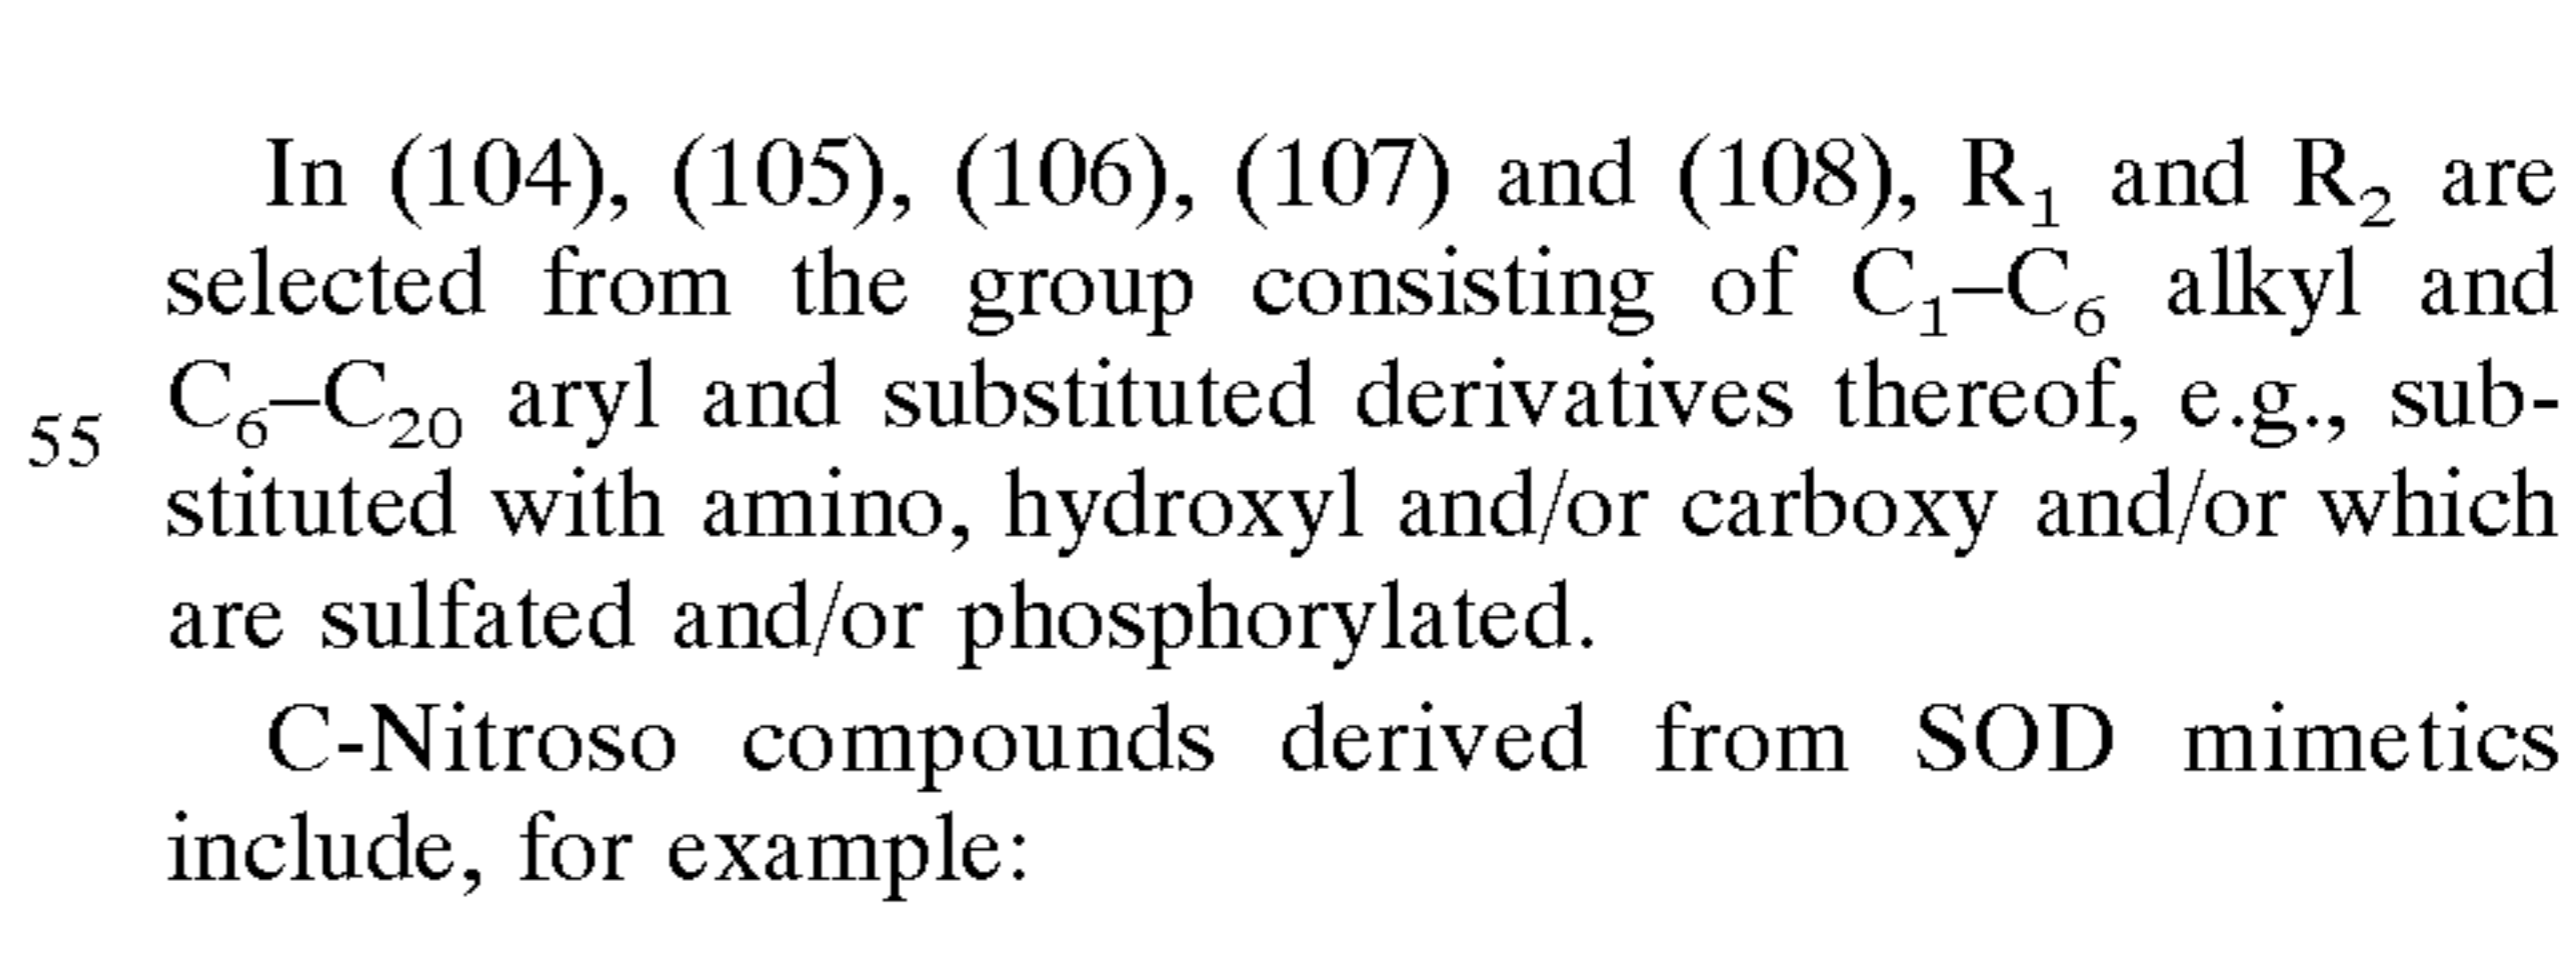 In (104), (105), (106), (107) and (108), R₁ and R₂ are
selected from the group consisting of C₁–C₆ alkyl and
C₆–C₂₀ aryl and substituted derivatives thereof, e.g., sub-
55
stituted with amino, hydroxyl and/or carboxy and/or which
are sulfated and/or phosphorylated.
C-Nitroso compounds derived from SOD mimetics
include, for example: